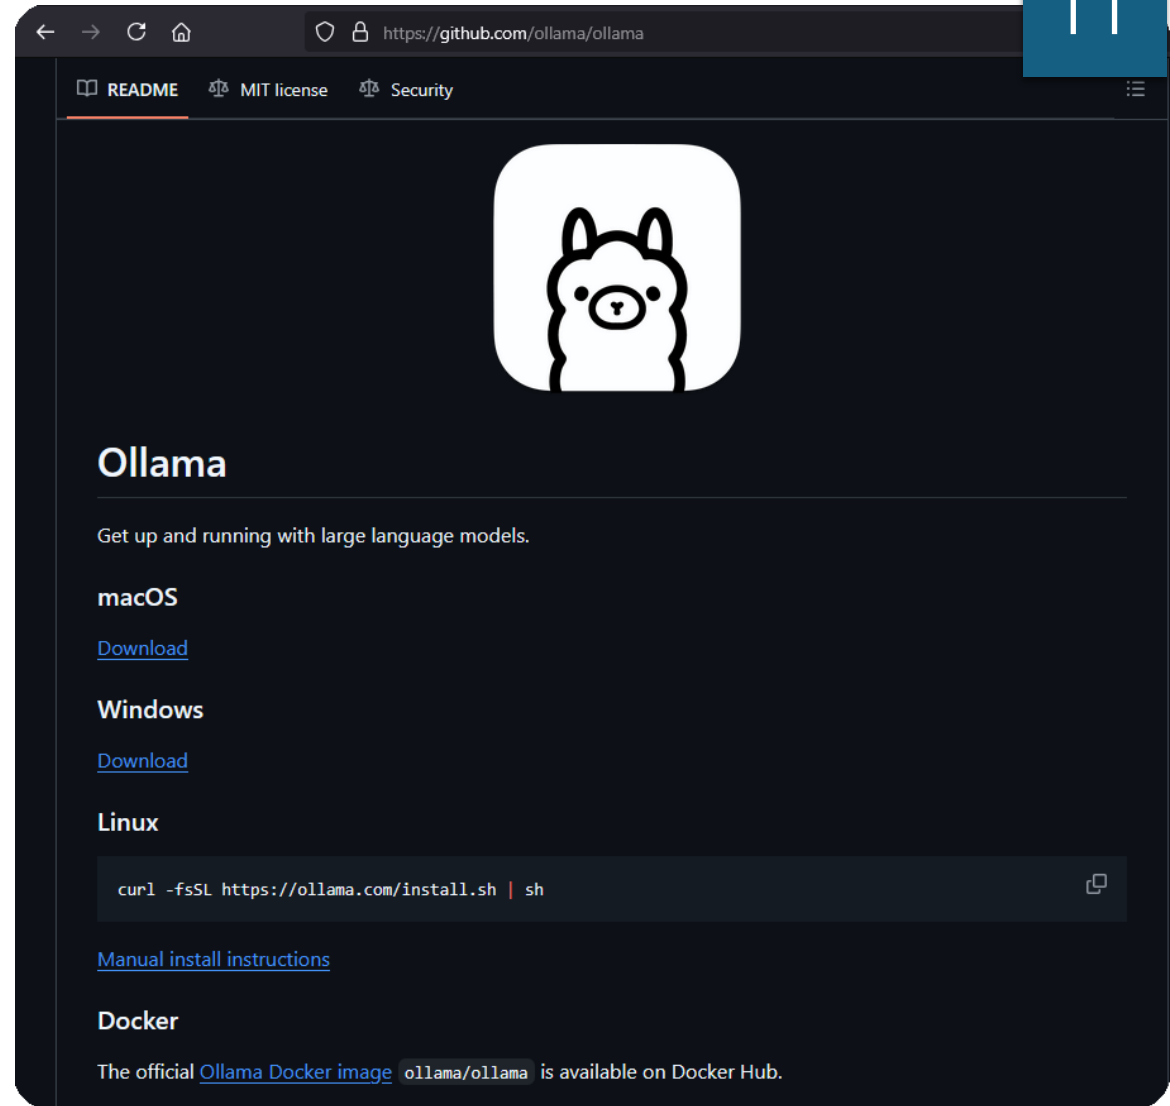 https://github.com/ollama/ollama
README MIT license Security
Ollama
Get up and running with large language models.
macOS
Download
Windows
Download
Linux
curl -fsSL https://ollama.com/install.sh | sh
Manual install instructions
Docker
The official Ollama Docker image ollama/ollama is available on Docker Hub.